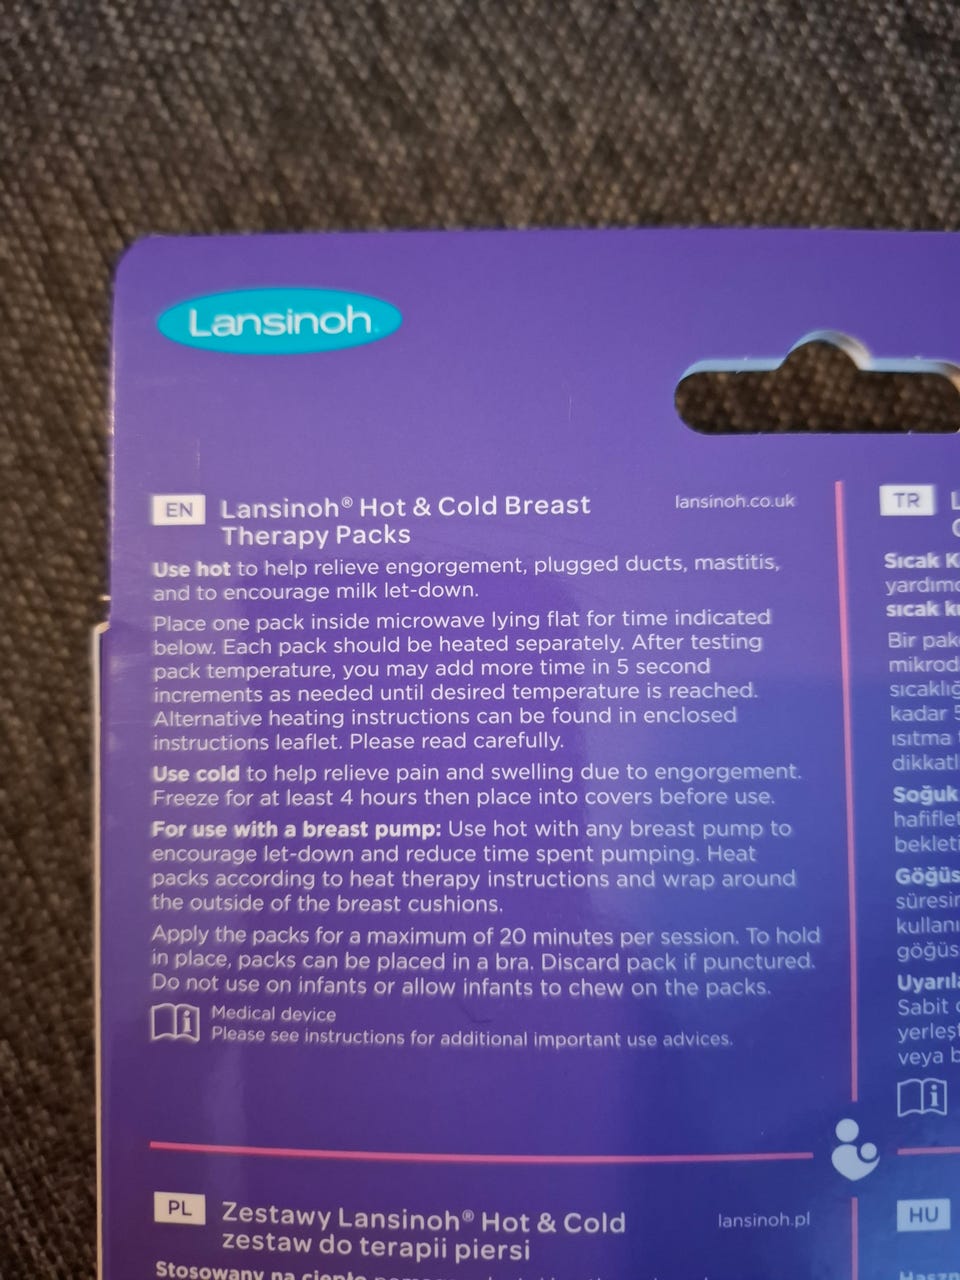 Lansinoh
EN Lansinoh® Hot & Cold Breast
Therapy Packs
lansinoh.co.uk
Use hot to help relieve engorgement, plugged ducts, mastitis,
and to encourage milk let-down.
Place one pack inside microwave lying flat for time indicated
below. Each pack should be heated separately. After testing
pack temperature, you may add more time in 5 second
increments as needed until desired temperature is reached.
Alternative heating instructions can be found in enclosed
instructions leaflet. Please read carefully.
Use cold to help relieve pain and swelling due to engorgement.
Freeze for at least 4 hours then place into covers before use.
For use with a breast pump: Use hot with any breast pump to
encourage let-down and reduce time spent pumping. Heat
packs according to heat therapy instructions and wrap around
the outside of the breast cushions.
Apply the packs for a maximum of 20 minutes per session. To hold
in place, packs can be placed in a bra. Discard pack if punctured.
Do not use on infants or allow infants to chew on the packs.
Medical device
Please see instructions for additional important use advices.
TR
Sıcak
yardımc
sıcak
Bir pak
mikrod
sıcaklığ
kadar 5
ısıtma
dikkatl
Soğuk
hafiflet
bekleti
Göğüs
süresin
kullanı
göğüs
Uyarıla
Sabit
yerleşt
veya b
PL Zestawy Lansinoh® Hot & Cold
zestaw do terapii piersi
lansinoh.pl
Stosowany na ciepło
HU